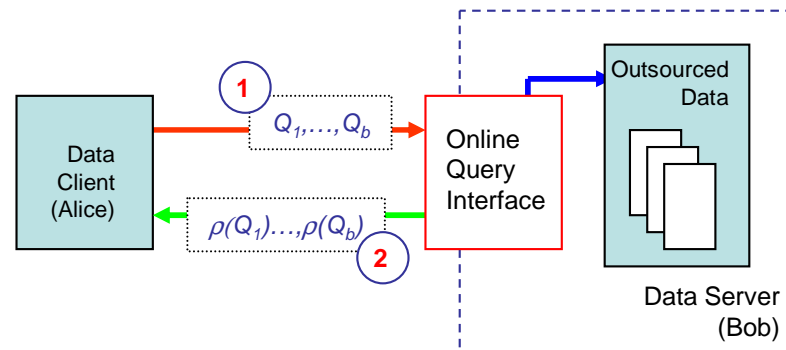 1
Q1,…,Qb
Data
Client
(Alice)
ρ(Q1)…,ρ(Qb)
2
Online
Query
Interface
Outsourced
Data
Data Server
(Bob)